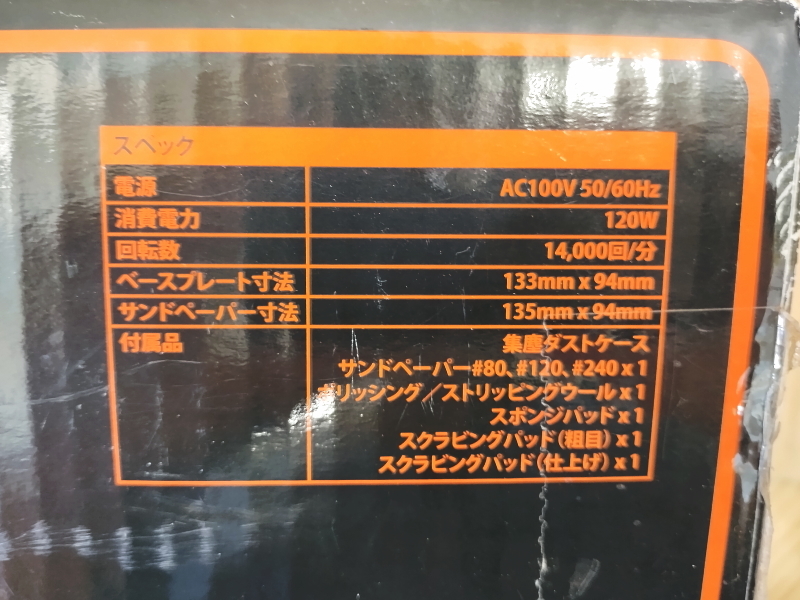 スペック
電源 AC100V 50/60Hz
消費電力 120W
回転数 14,000回/分
ベースプレート寸法 133mm x 94mm
サンドペーパー寸法 135mm x 94mm
付属品 集塵ダストケース
サンドペーパー#80、#120、#240 x 1
ポリッシング／ストリッピングウール x 1
スポンジパッド x 1
スクラビングパッド（粗目） x 1
スクラビングパッド（仕上げ） x 1